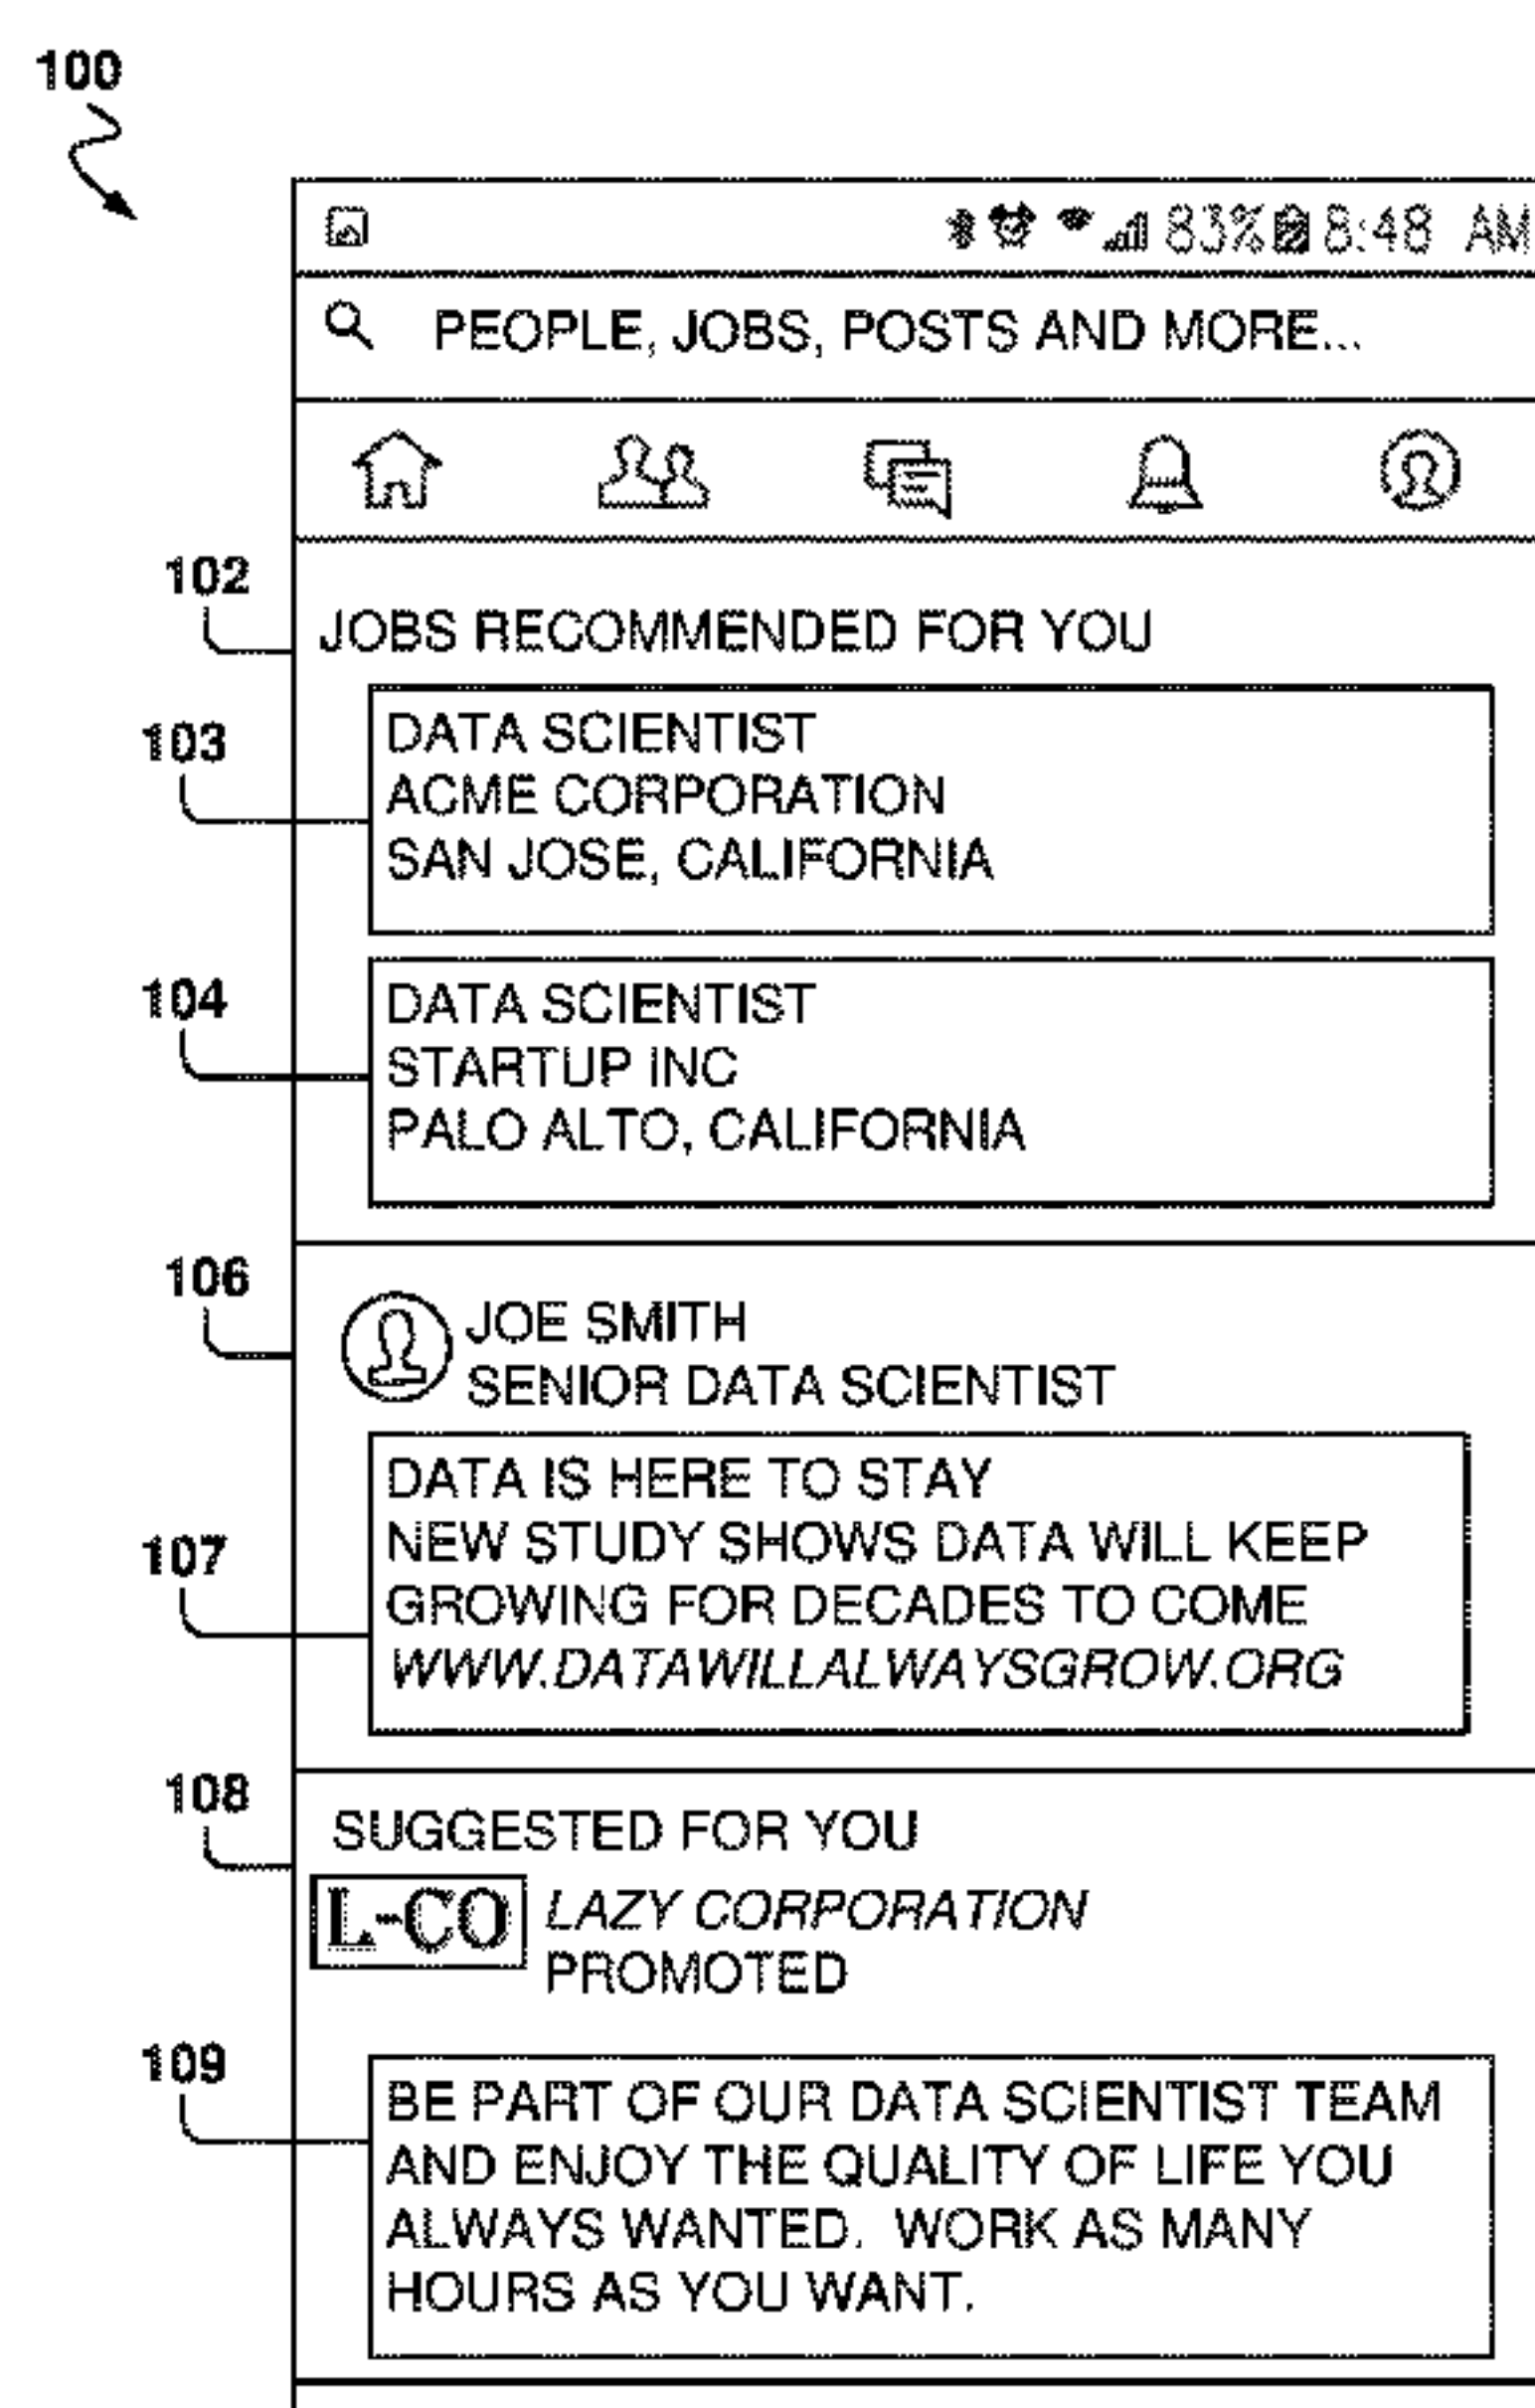 100
83% 8:48 AM
PEOPLE, JOBS, POSTS AND MORE...
102
JOBS RECOMMENDED FOR YOU
103
DATA SCIENTIST
ACME CORPORATION
SAN JOSE, CALIFORNIA
104
DATA SCIENTIST
STARTUP INC
PALO ALTO, CALIFORNIA
106
JOE SMITH
SENIOR DATA SCIENTIST
107
DATA IS HERE TO STAY
NEW STUDY SHOWS DATA WILL KEEP
GROWING FOR DECADES TO COME
WWW.DATAWILLALWAYSGROW.ORG
108
SUGGESTED FOR YOU
L-CO
LAZY CORPORATION
PROMOTED
109
BE PART OF OUR DATA SCIENTIST TEAM
AND ENJOY THE QUALITY OF LIFE YOU
ALWAYS WANTED. WORK AS MANY
HOURS AS YOU WANT.